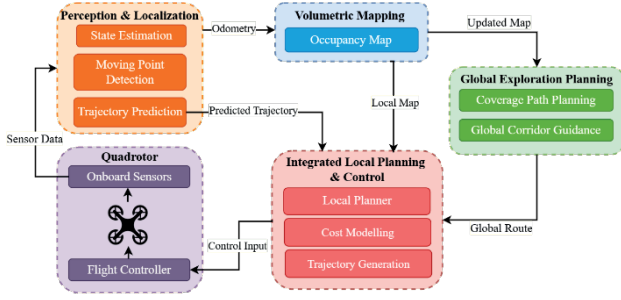 Perception & Localization
State Estimation
Moving Point
Detection
Trajectory Prediction
Odometry
Volumetric Mapping
Occupancy Map
Updated Map
Global Exploration Planning
Coverage Path Planning
Global Corridor Guidance
Local Map
Predicted Trajectory
Sensor Data
Quadrotor
Onboard Sensors
Flight Controller
Control Input
Integrated Local Planning
& Control
Local Planner
Cost Modelling
Trajectory Generation
Global Route